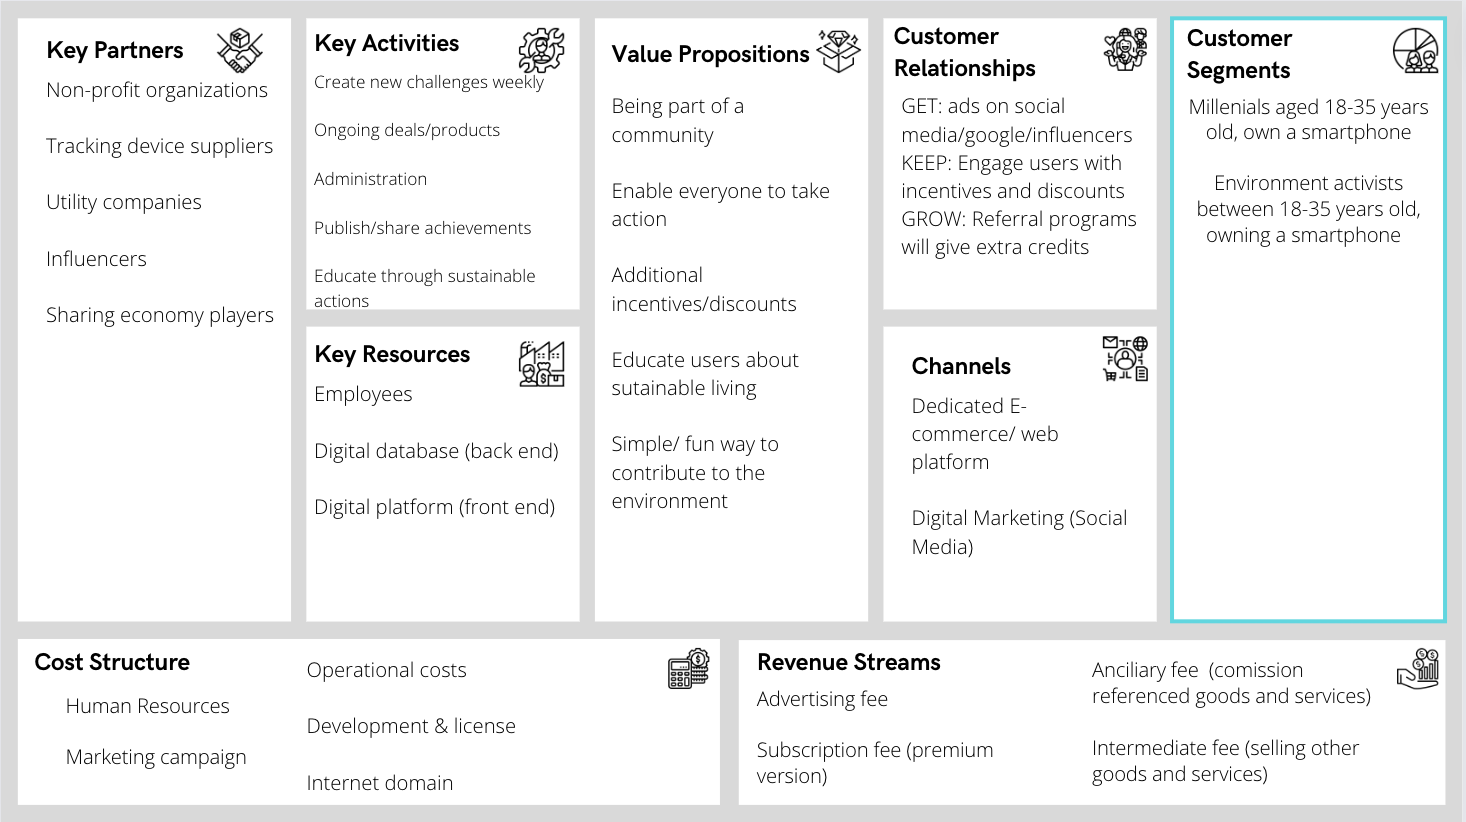 Key Partners
Non-profit organizations
Tracking device suppliers
Utility companies
Influencers
Sharing economy players
Key Activities
Create new challenges weekly
Ongoing deals/products
Administration
Publish/share achievements
Educate through sustainable
actions
Key Resources
Employees
Digital database (back end)
Digital platform (front end)
Value Propositions
Being part of a
community
Enable everyone to take
action
Additional
incentives/discounts
Educate users about
sutainable living
Simple/ fun way to
contribute to the
environment
Customer
Relationships
GET: ads on social
media/google/influencers
KEEP: Engage users with
incentives and discounts
GROW: Referral programs
will give extra credits
Channels
Dedicated E-
commerce/ web
platform
Digital Marketing (Social
Media)
Customer
Segments
Millenials aged 18-35 years
old, own a smartphone
Environment activists
between 18-35 years old,
owning a smartphone
Cost Structure
Human Resources
Marketing campaign
Operational costs
Development & license
Internet domain
Revenue Streams
Advertising fee
Subscription fee (premium
version)
Anciliary fee  (comission
referenced goods and services)
Intermediate fee (selling other
goods and services)